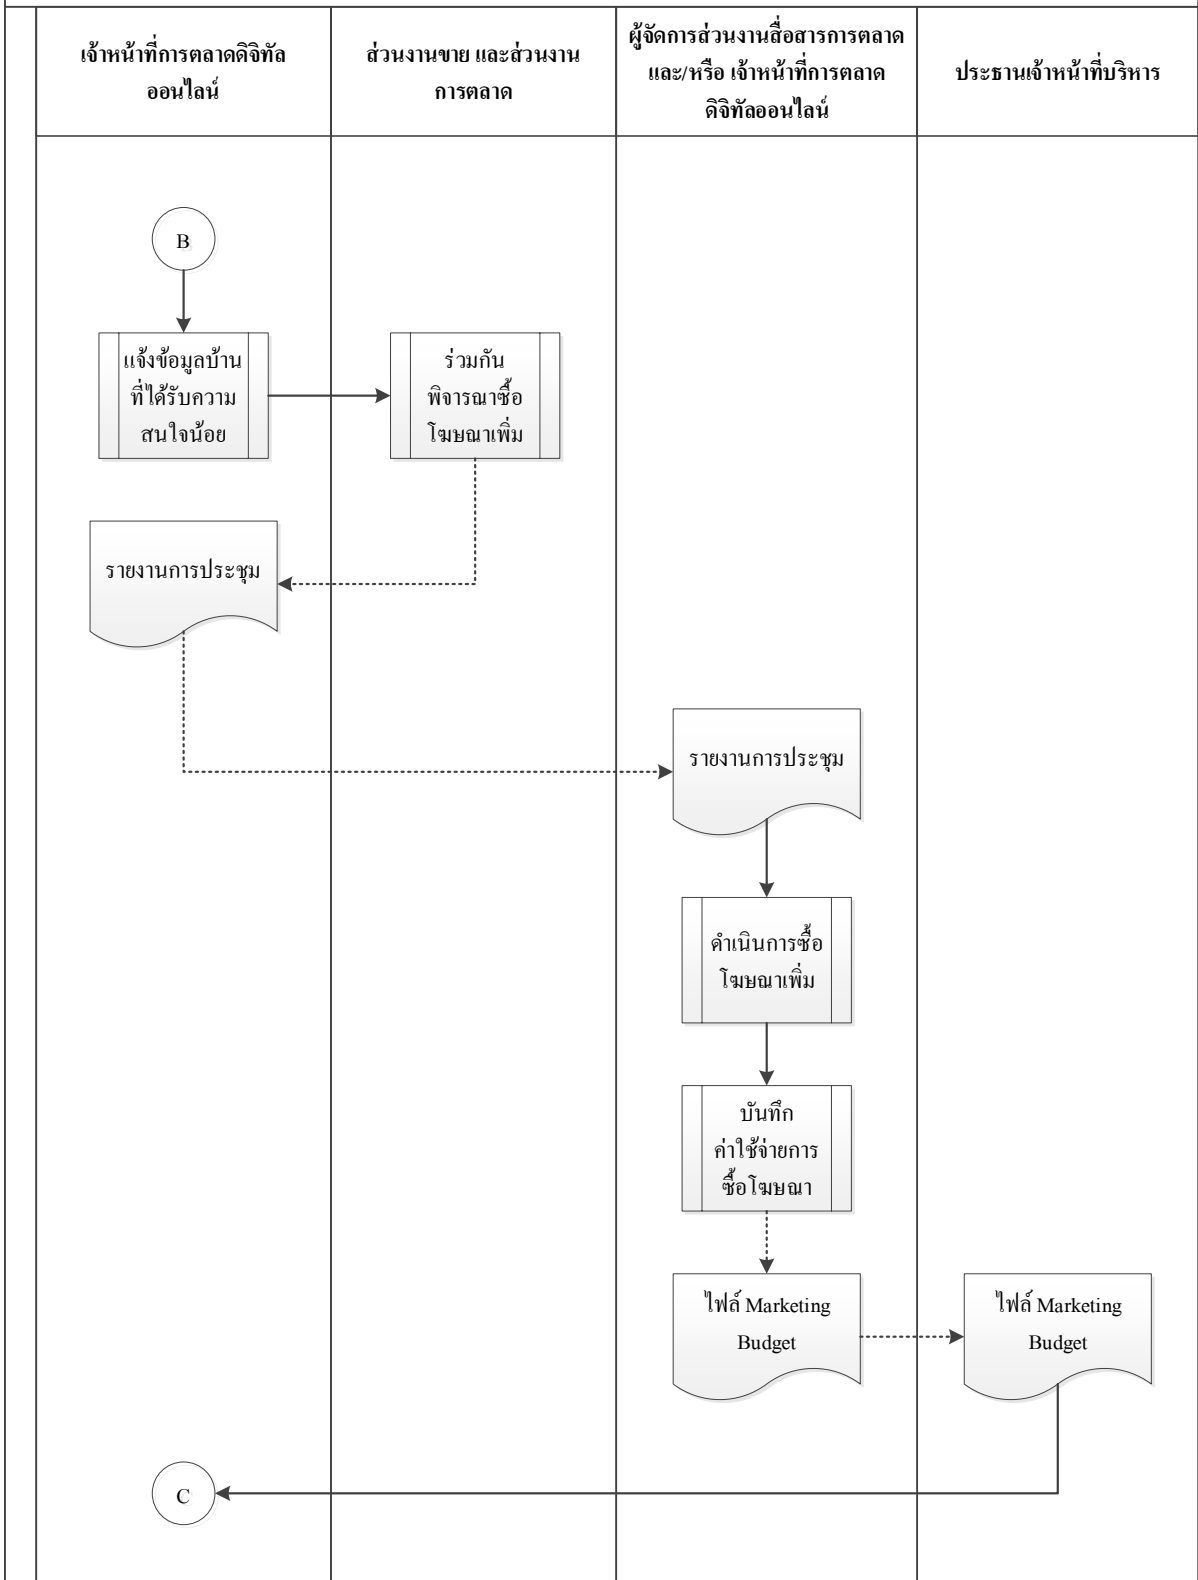 เจ้าหน้าที่การตลาดดิจิทัล
ออนไลน์
ส่วนงานขาย และส่วนงาน
การตลาด
ผู้จัดการส่วนงานสื่อสารการตลาด
และ/หรือ เจ้าหน้าที่การตลาด
ดิจิทัลออนไลน์
ประธานเจ้าหน้าที่บริหาร
B
แจ้งข้อมูลบ้าน
ที่ได้รับความ
สนใจน้อย
ร่วมกัน
พิจารณาซื้อ
โฆษณาเพิ่ม
รายงานการประชุม
รายงานการประชุม
ดำเนินการซื้อ
โฆษณาเพิ่ม
บันทึก
ค่าใช้จ่ายการ
ซื้อโฆษณา
ไฟล์ Marketing
Budget
ไฟล์ Marketing
Budget
C